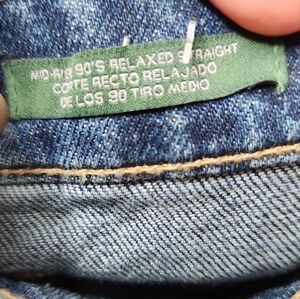 MID-RISE 90'S RELAXED STRAIGHT
CORTE RECTO RELAJADO
DE LOS 90 TIRO MEDIO